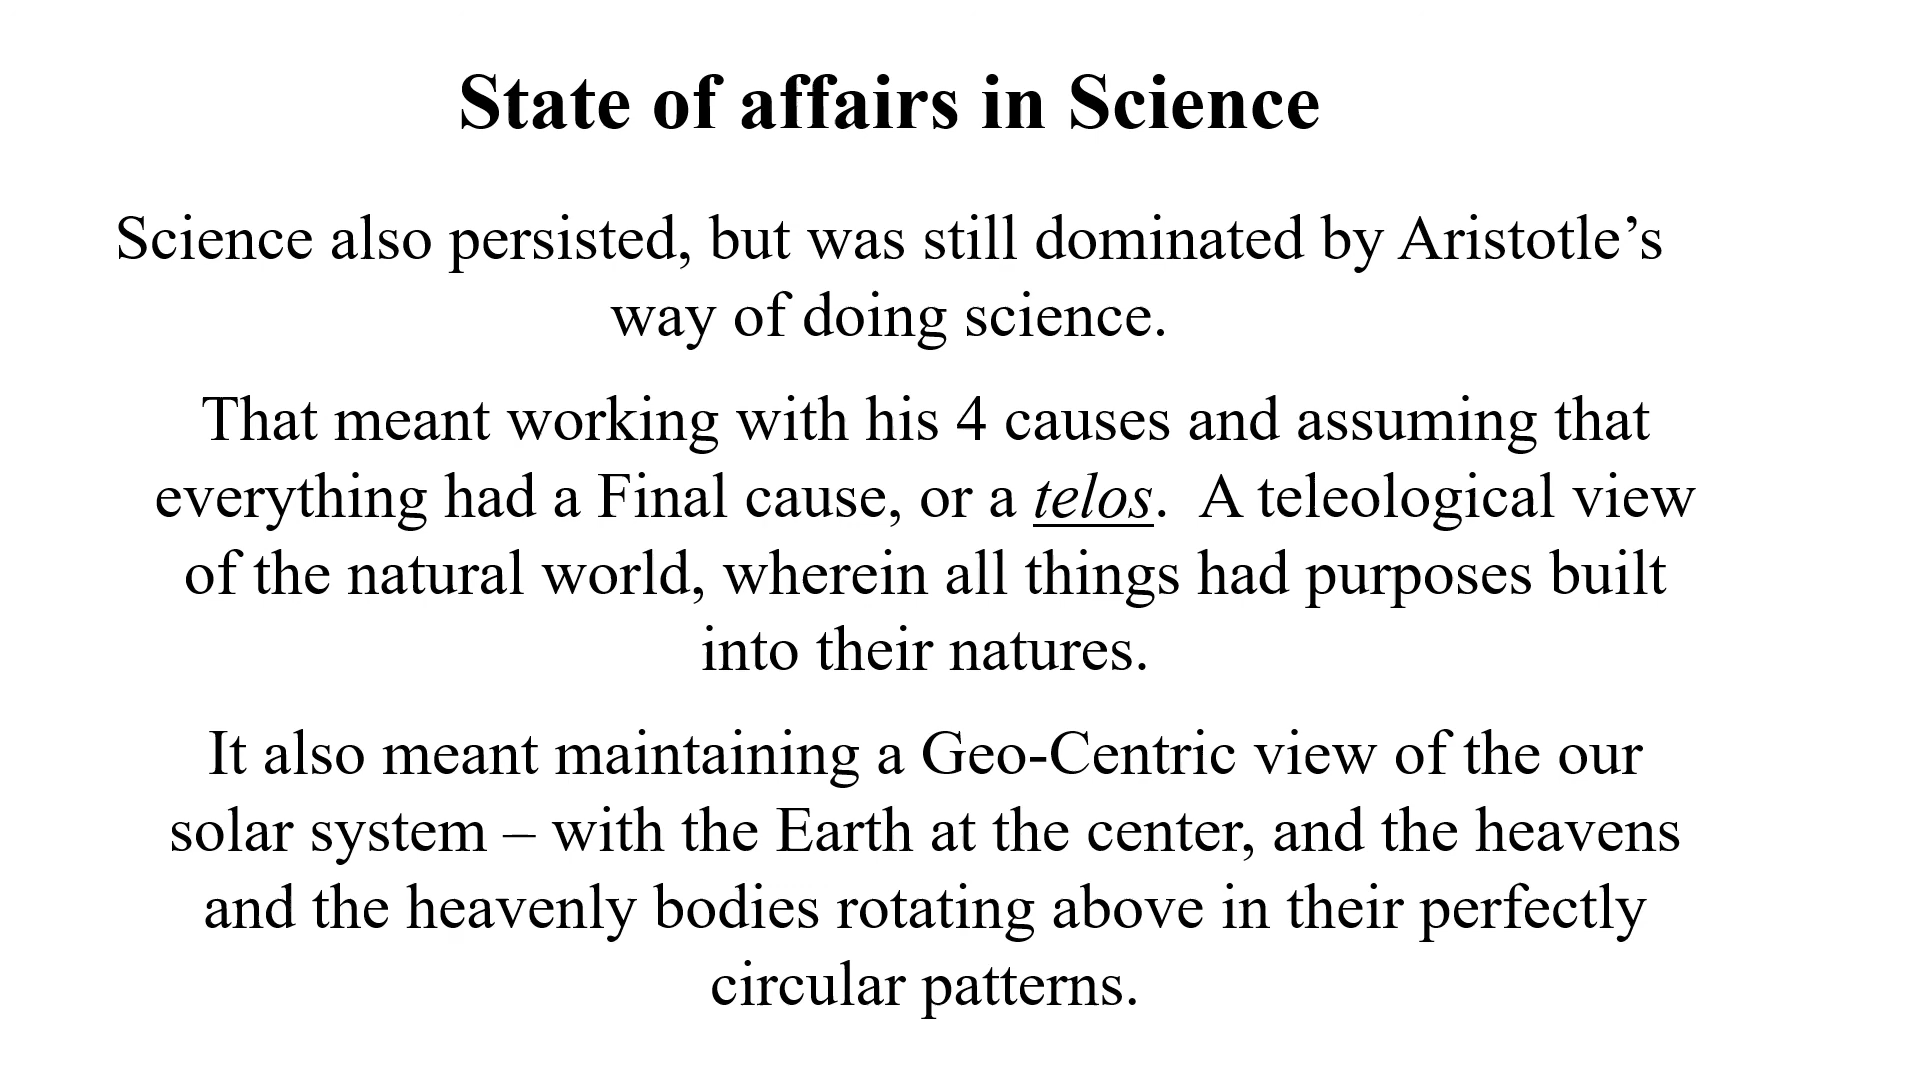 State of affairs in Science
Science also persisted, but was still dominated by Aristotle’s
way of doing science.
That meant working with his 4 causes and assuming that
everything had a Final cause, or a telos.  A teleological view
of the natural world, wherein all things had purposes built
into their natures.
It also meant maintaining a Geo-Centric view of the our
solar system – with the Earth at the center, and the heavens
and the heavenly bodies rotating above in their perfectly
circular patterns.